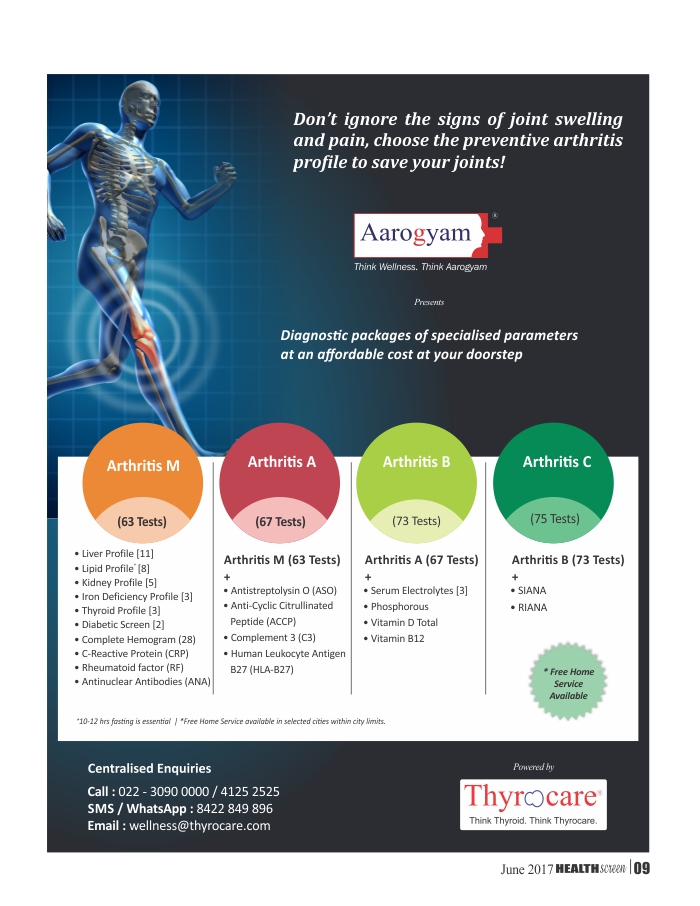 Don't ignore the signs of joint swelling
and pain, choose the preventive arthritis
profile to save your joints!
Aarogyam ®
Think Wellness. Think Aarogyam
Presents
Diagnostic packages of specialised parameters
at an affordable cost at your doorstep
Arthritis M
(63 Tests)
• Liver Profile [11]
• Lipid Profile* [8]
• Kidney Profile [5]
• Iron Deficiency Profile [3]
• Thyroid Profile [3]
• Diabetic Screen [2]
• Complete Hemogram (28)
• C-Reactive Protein (CRP)
• Rheumatoid factor (RF)
• Antinuclear Antibodies (ANA)
Arthritis A
(67 Tests)
Arthritis M (63 Tests)
+
• Antistreptolysin O (ASO)
• Anti-Cyclic Citrullinated
Peptide (ACCP)
• Complement 3 (C3)
• Human Leukocyte Antigen
B27 (HLA-B27)
Arthritis B
(73 Tests)
Arthritis A (67 Tests)
+
• Serum Electrolytes [3]
• Phosphorous
• Vitamin D Total
• Vitamin B12
Arthritis C
(75 Tests)
Arthritis B (73 Tests)
+
• SIANA
• RIANA
* Free Home
Service
Available
*10-12 hrs fasting is essential | *Free Home Service available in selected cities within city limits.
Centralised Enquiries
Call : 022 - 3090 0000 / 4125 2525
SMS / WhatsApp : 8422 849 896
Email : wellness@thyrocare.com
Powered by
Thyrocare®
Think Thyroid. Think Thyrocare.
June 2017 HEALTHscreen | 09